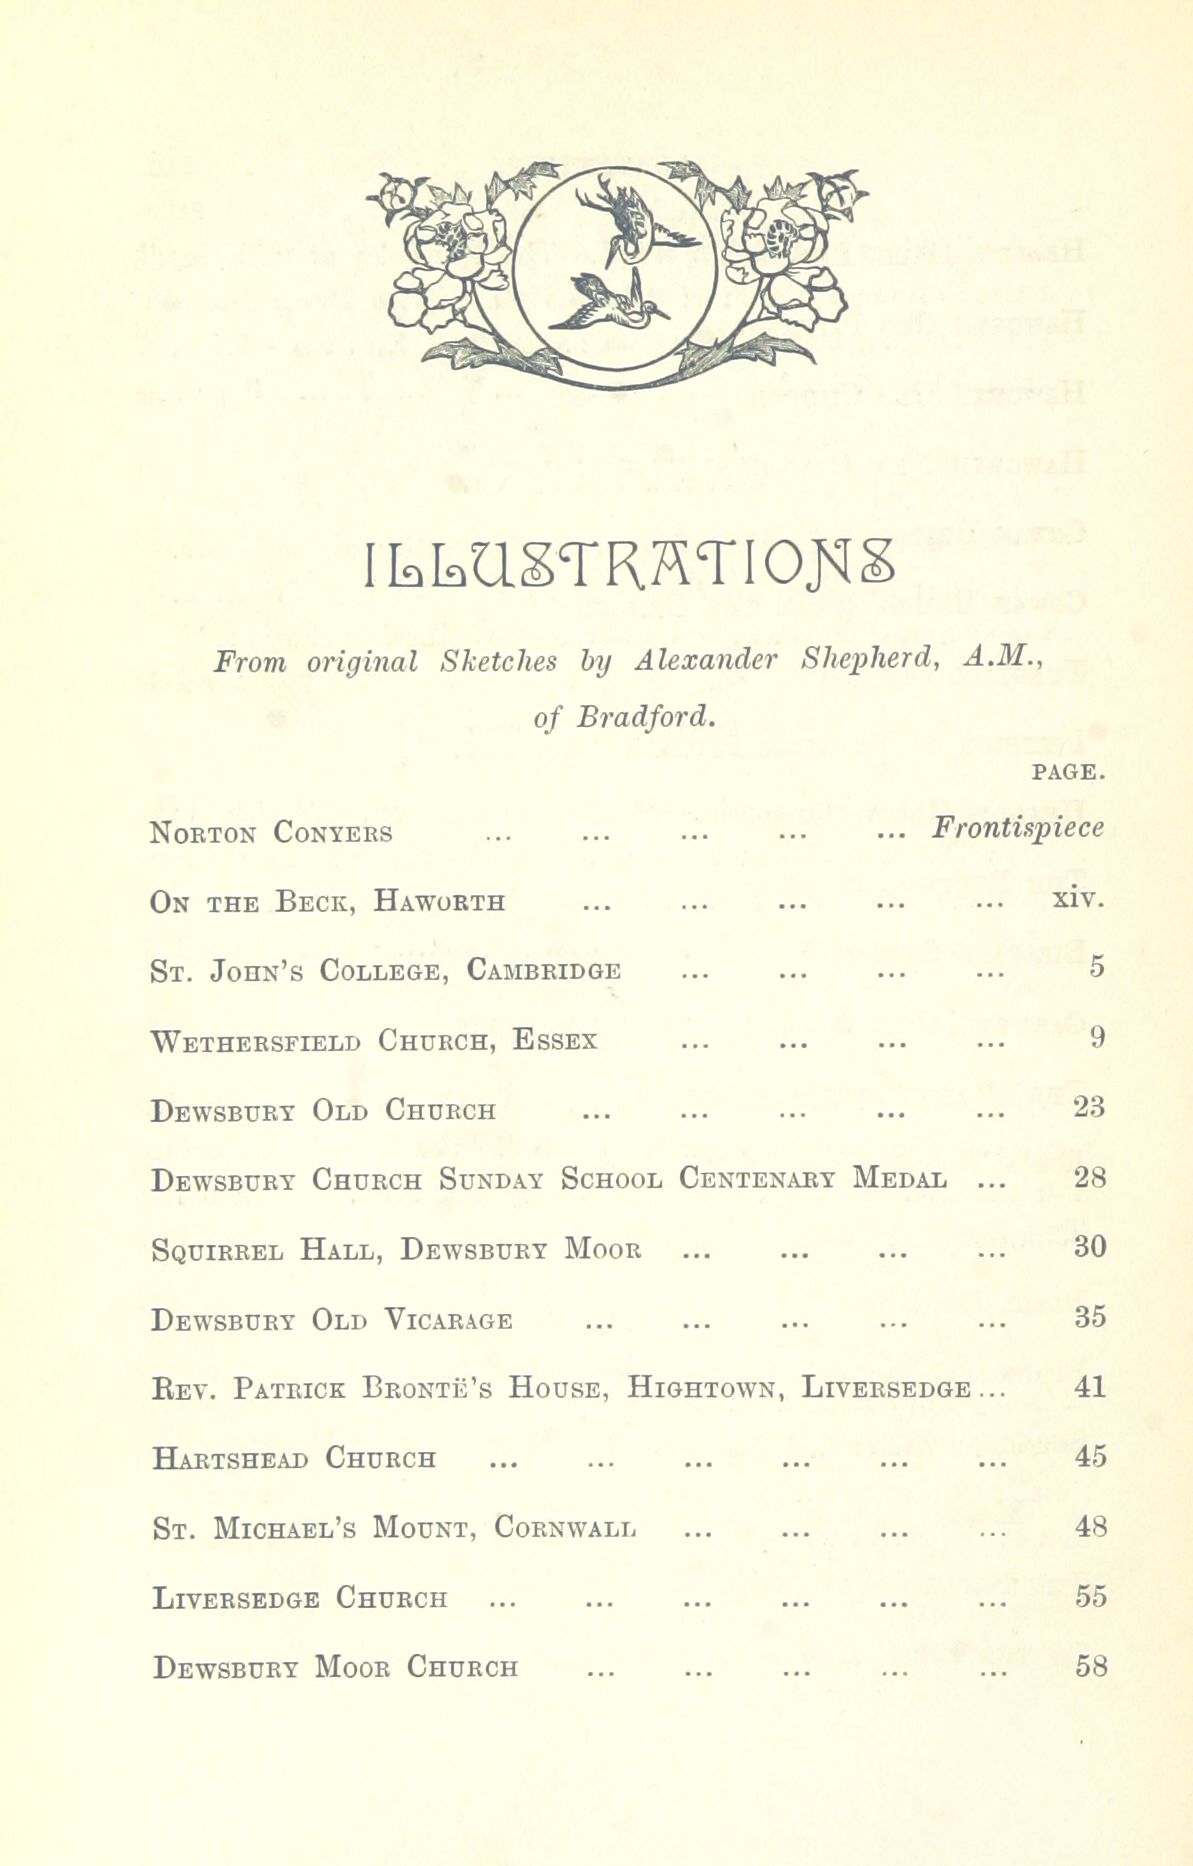 ILLUSTRATIONS
From original Sketches by Alexander Shepherd, A.M.,
of Bradford.
PAGE.
NORTON CONYERS ... ... ... ... ... Frontispiece
ON THE BECK, HAWORTH ... ... ... ... ... xiv.
ST. JOHN'S COLLEGE, CAMBRIDGE ... ... ... ... 5
WETHERSFIELD CHURCH, ESSEX ... ... ... ... 9
DEWSBURY OLD CHURCH ... ... ... ... ... 23
DEWSBURY CHURCH SUNDAY SCHOOL CENTENARY MEDAL ... 28
SQUIRREL HALL, DEWSBURY MOOR ... ... ... ... 30
DEWSBURY OLD VICARAGE ... ... ... ... ... 35
REV. PATRICK BRONTË'S HOUSE, HIGHTOWN, LIVERSEDGE... 41
HARTSHEAD CHURCH ... ... ... ... ... ... 45
ST. MICHAEL'S MOUNT, CORNWALL ... ... ... ... 48
LIVERSEDGE CHURCH ... ... ... ... ... ... 55
DEWSBURY MOOR CHURCH ... ... ... ... ... 58